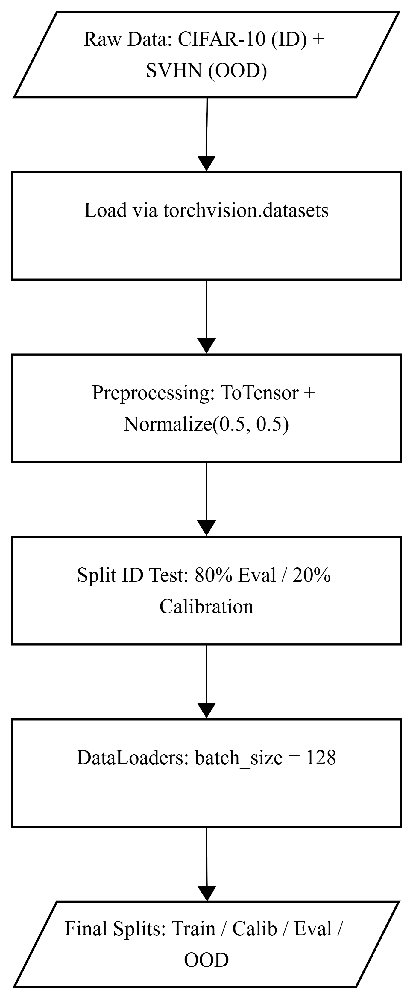 Raw Data: CIFAR-10 (ID) +
SVHN (OOD)
Load via torchvision.datasets
Preprocessing: ToTensor +
Normalize(0.5, 0.5)
Split ID Test: 80% Eval / 20%
Calibration
DataLoaders: batch_size = 128
Final Splits: Train / Calib / Eval /
OOD